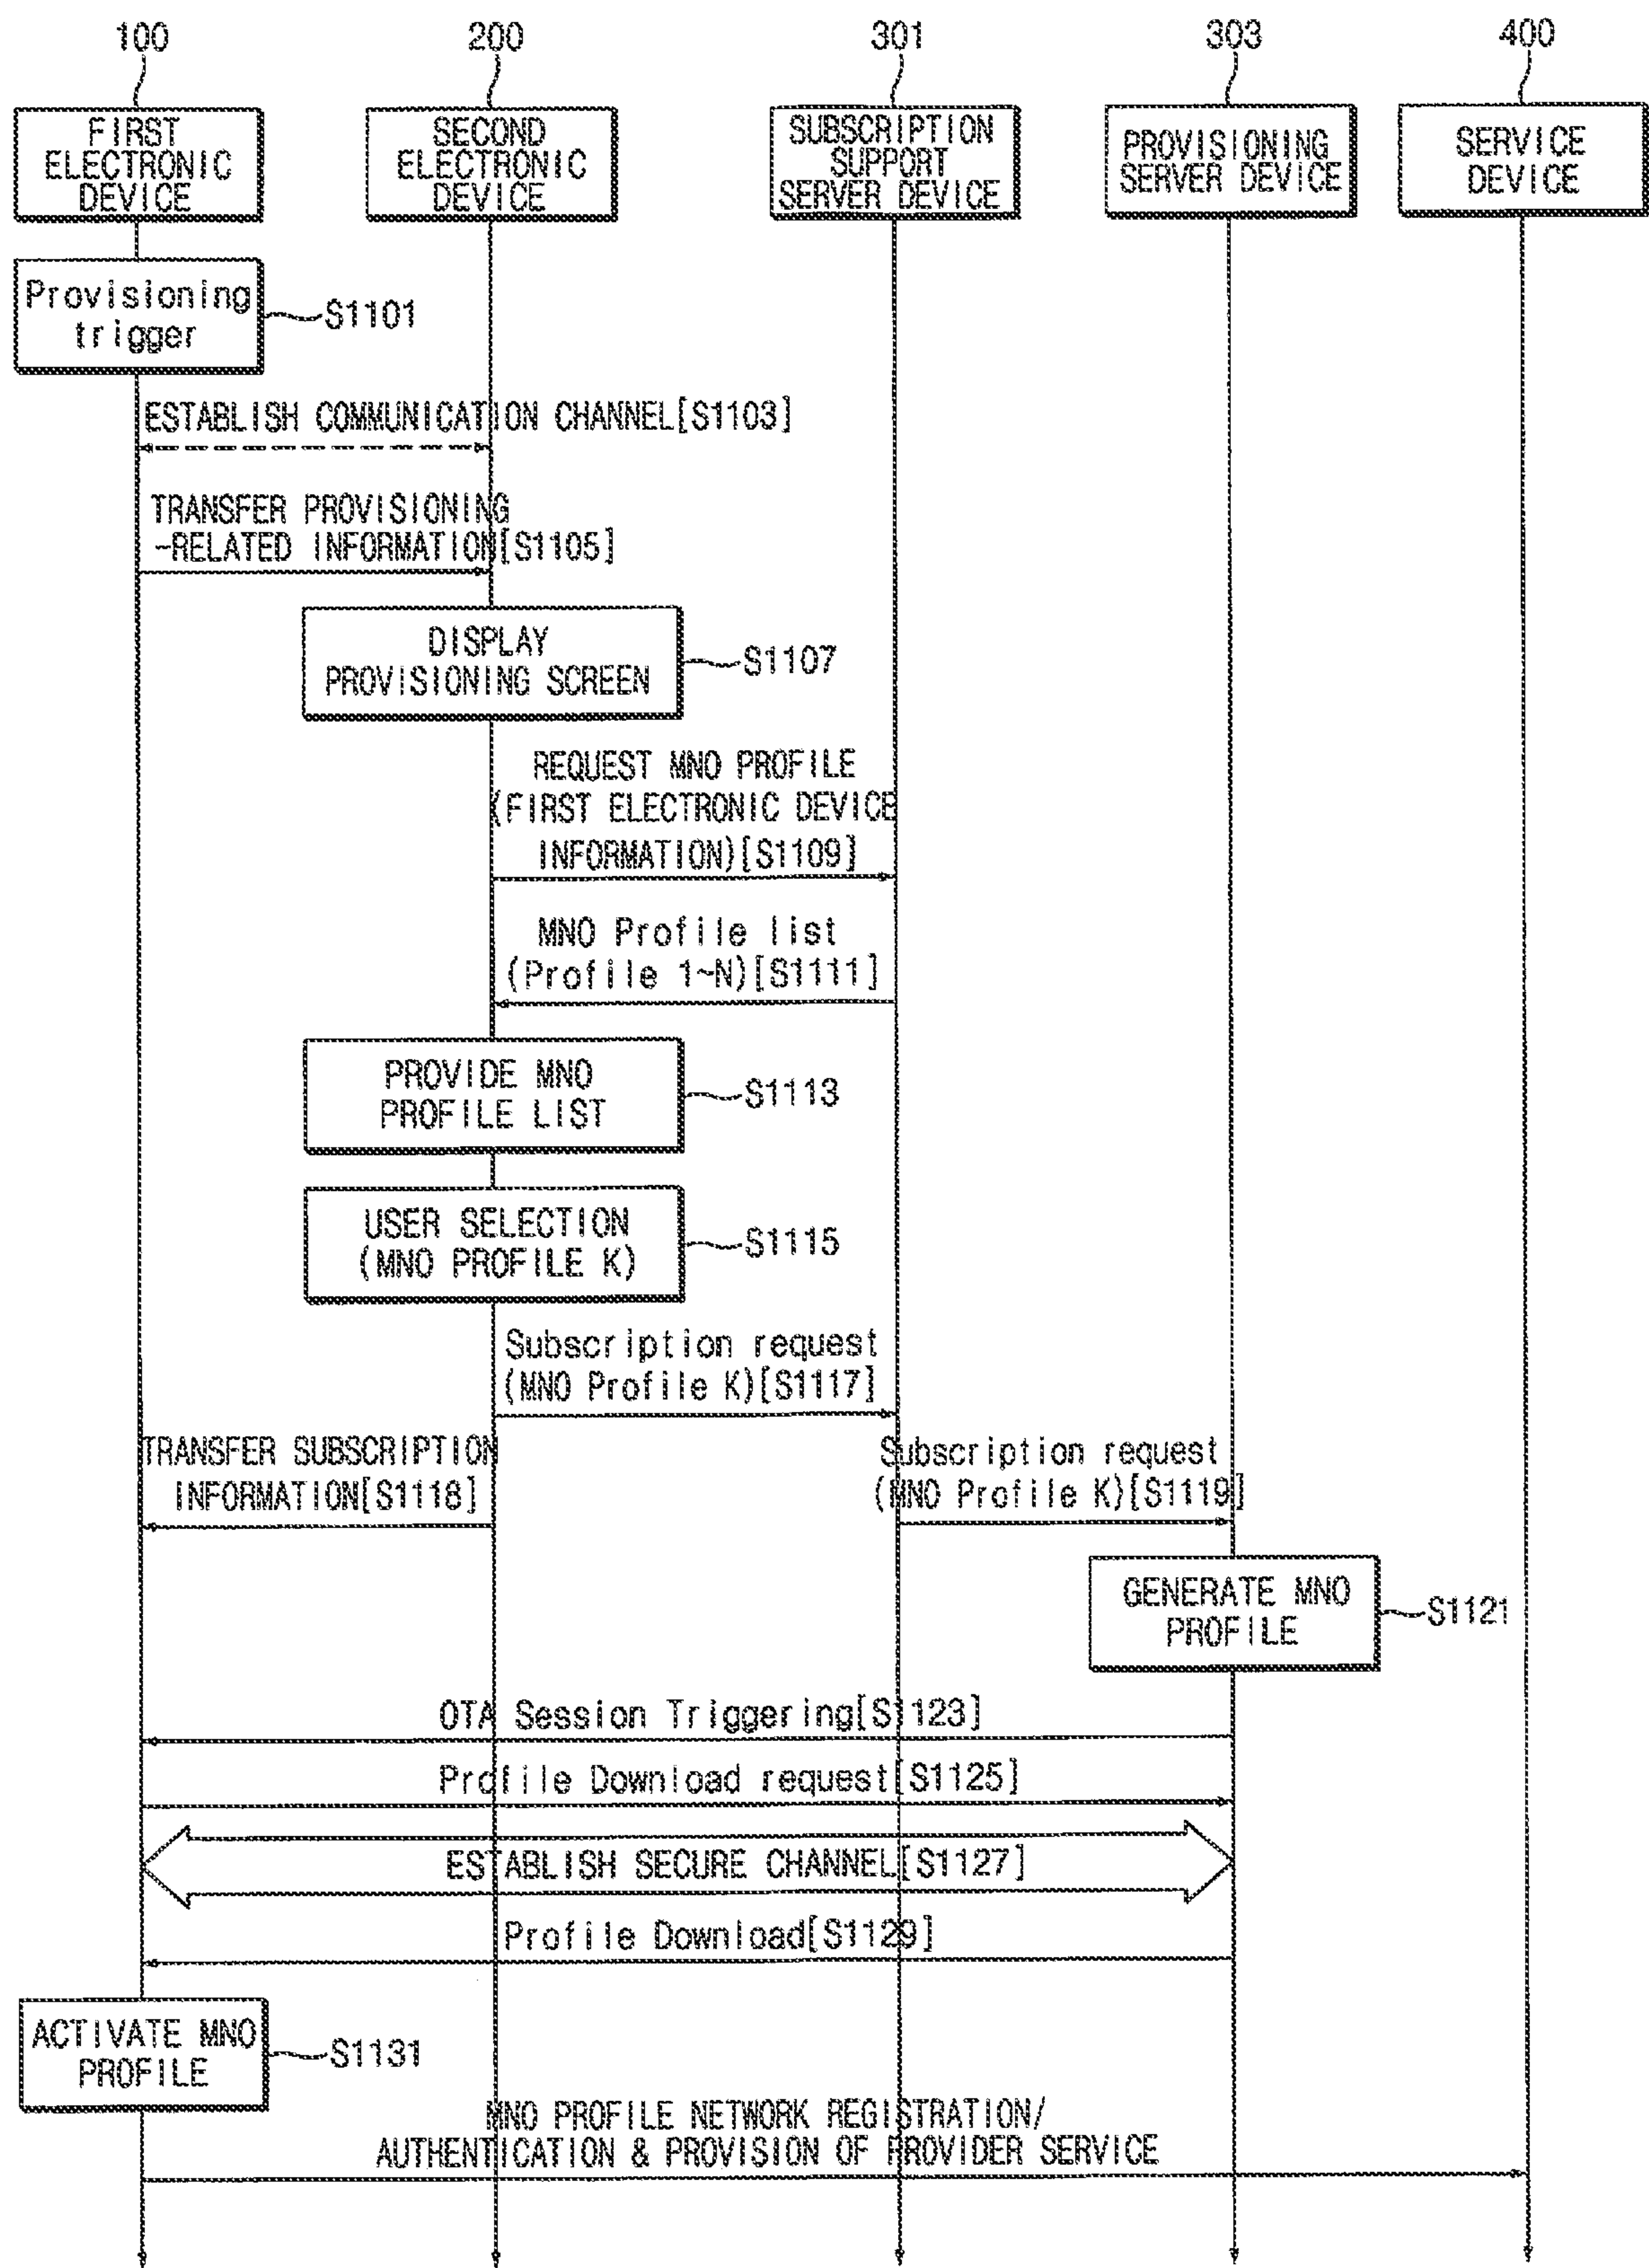 100
200
301
303
400
FIRST
ELECTRONIC
DEVICE
SECOND
ELECTRONIC
DEVICE
SUBSCRIPTION
SUPPORT
SERVER DEVICE
PROVISIONING
SERVER DEVICE
SERVICE
DEVICE
Provisioning
trigger
S1101
ESTABLISH COMMUNICATION CHANNEL[S1103]
TRANSFER PROVISIONING
-RELATED INFORMATION[S1105]
DISPLAY
PROVISIONING SCREEN
S1107
REQUEST MNO PROFILE
(FIRST ELECTRONIC DEVICE
INFORMATION)[S1109]
MNO Profile list
(Profile 1~N)[S1111]
PROVIDE MNO
PROFILE LIST
S1113
USER SELECTION
(MNO PROFILE K)
S1115
Subscription request
(MNO Profile K)[S1117]
TRANSFER SUBSCRIPTION
INFORMATION[S1118]
Subscription request
(MNO Profile K)[S1119]
GENERATE MNO
PROFILE
S1121
OTA Session Triggering[S1123]
Profile Download request[S1125]
ESTABLISH SECURE CHANNEL[S1127]
Profile Download[S1129]
ACTIVATE MNO
PROFILE
S1131
MNO PROFILE NETWORK REGISTRATION/
AUTHENTICATION & PROVISION OF PROVIDER SERVICE